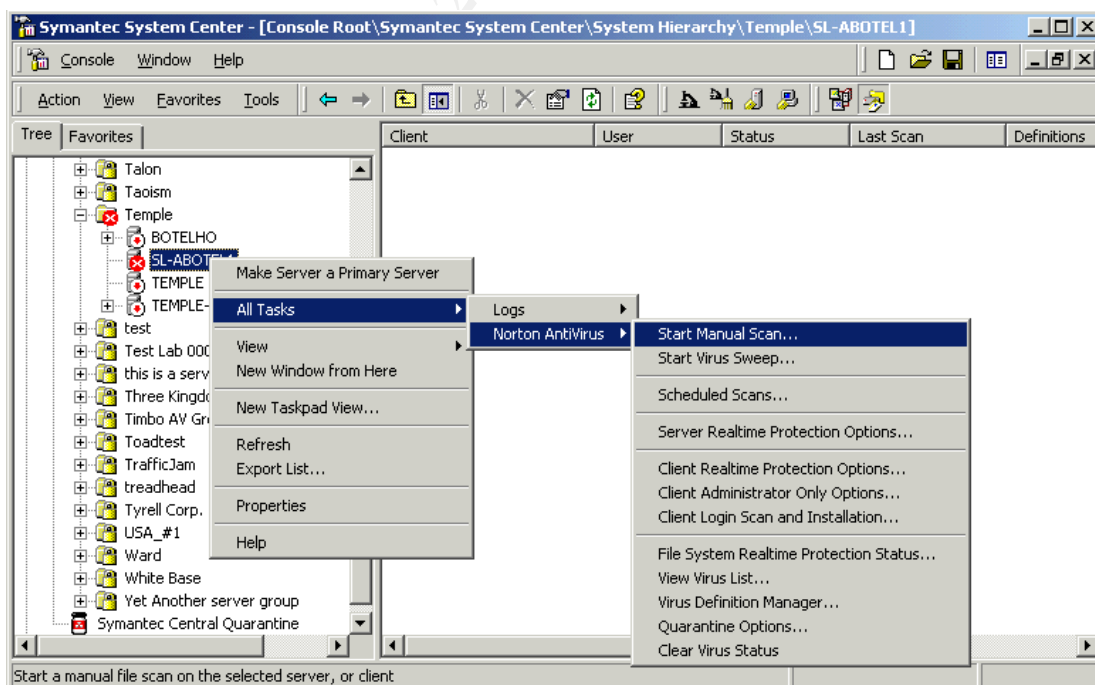 Symantec System Center - [Console Root\Symantec System Center\System Hierarchy\Temple\SL-ABOTEL1]
Console Window Help
Action View Favorites Tools
Tree Favorites
Client User Status Last Scan Definitions
Talon
Taoism
Temple
BOTELHO
SL-ABOTEL1
TEMPLE
TEMPLE-
test
Test Lab 000
this is a serv
Three Kingdo
Timbo AV Gr
Toadtest
TrafficJam
treadhead
Tyrell Corp.
USA_#1
Ward
White Base
Yet Another server group
Symantec Central Quarantine
Make Server a Primary Server
All Tasks
View
New Window from Here
New Taskpad View...
Refresh
Export List...
Properties
Help
Logs
Norton AntiVirus
Start Manual Scan...
Start Virus Sweep...
Scheduled Scans...
Server Realtime Protection Options...
Client Realtime Protection Options...
Client Administrator Only Options...
Client Login Scan and Installation...
File System Realtime Protection Status...
View Virus List...
Virus Definition Manager...
Quarantine Options...
Clear Virus Status
Start a manual file scan on the selected server, or client